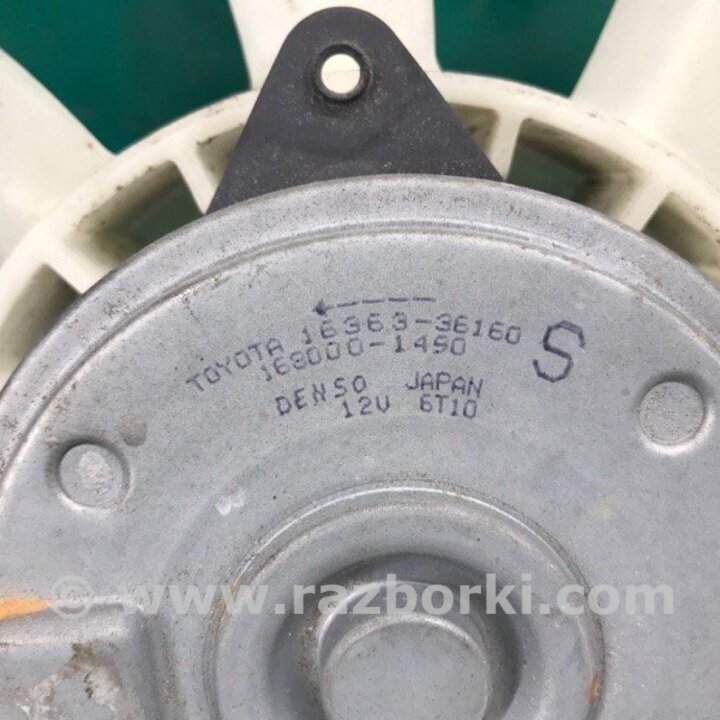 TOYOTA 16363-36160
168000-1490
S
DENSO JAPAN
12V 6T10
© www.razborki.com